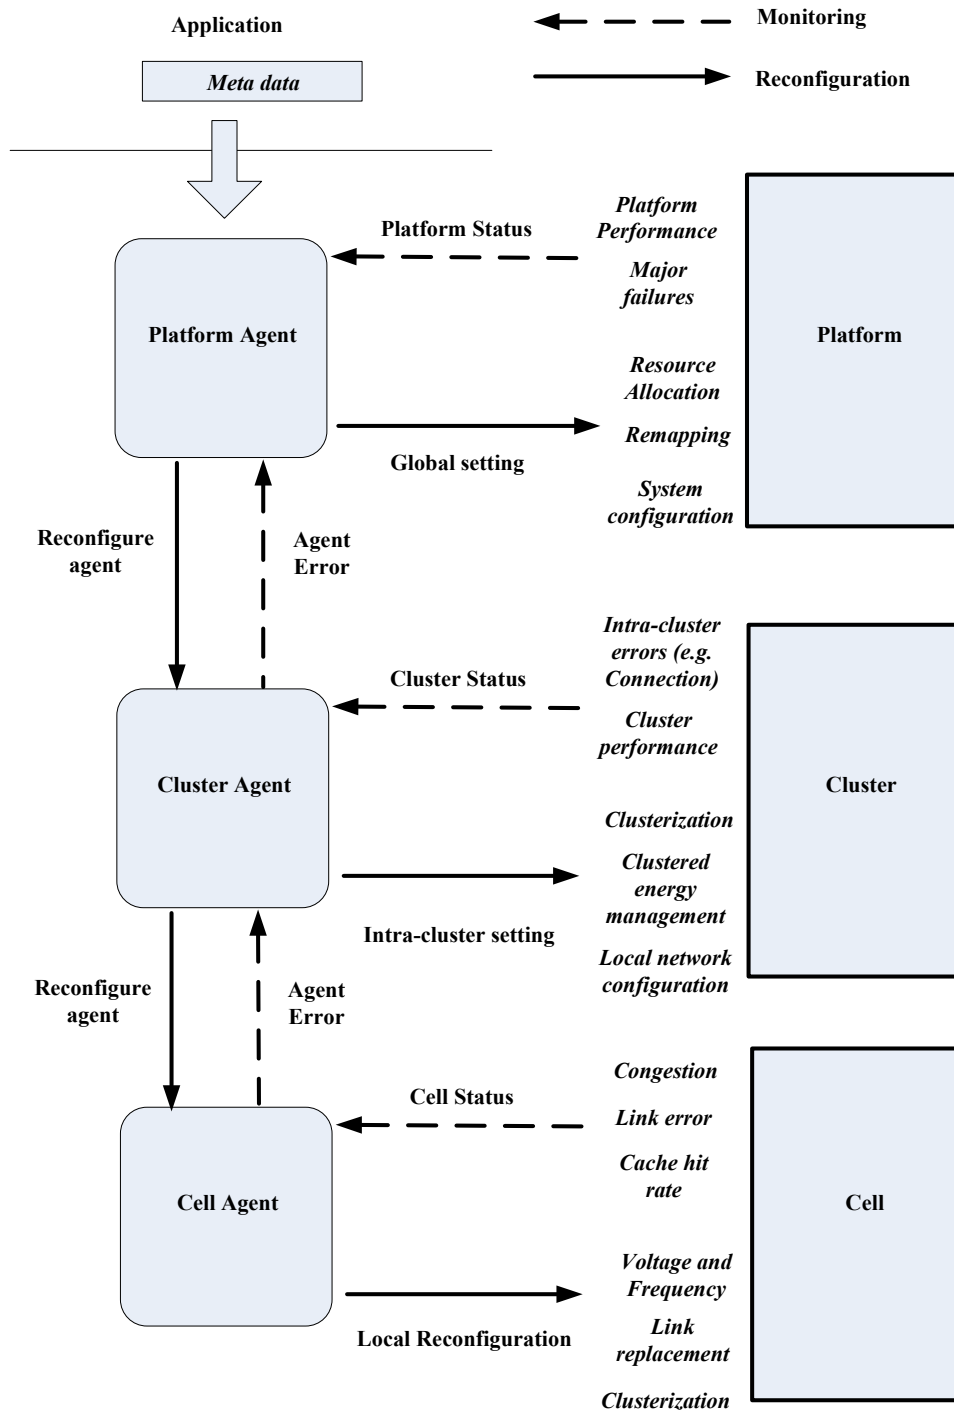 Application
Monitoring
Meta data
Reconfiguration
Platform Status
Platform
Performance
Major
failures
Platform Agent
Platform
Resource
Allocation
Remapping
Global setting
System
configuration
Reconfigure
agent
Agent
Error
Intra-cluster
errors (e.g.
Connection)
Cluster Status
Cluster
performance
Cluster Agent
Cluster
Clusterization
Clustered
energy
management
Intra-cluster setting
Local network
configuration
Reconfigure
agent
Agent
Error
Congestion
Cell Status
Link error
Cache hit
rate
Cell Agent
Cell
Voltage and
Frequency
Local Reconfiguration
Link
replacement
Clusterization